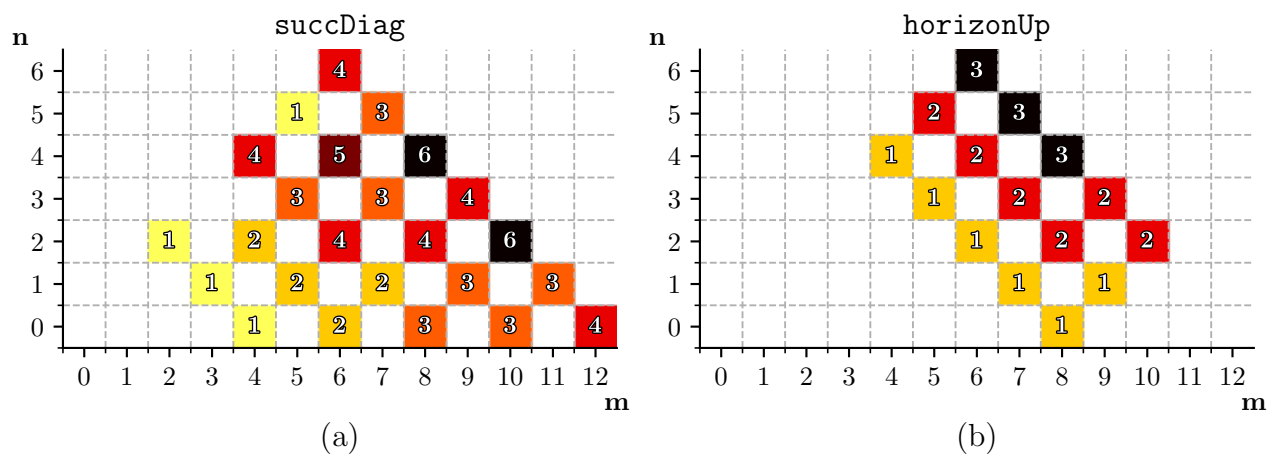 succDiag
n
6 4
5 1 3
4 4 5 6
3 3 3 4
2 1 2 4 4 6
1 1 2 2 3 3
0 1 2 3 3 4
0 1 2 3 4 5 6 7 8 9 10 11 12
m
(a)
horizonUp
n
6 3
5 2 3
4 1 2 3
3 1 2 2
2 1 2 2
1 1 1
0 1
0 1 2 3 4 5 6 7 8 9 10 11 12
m
(b)